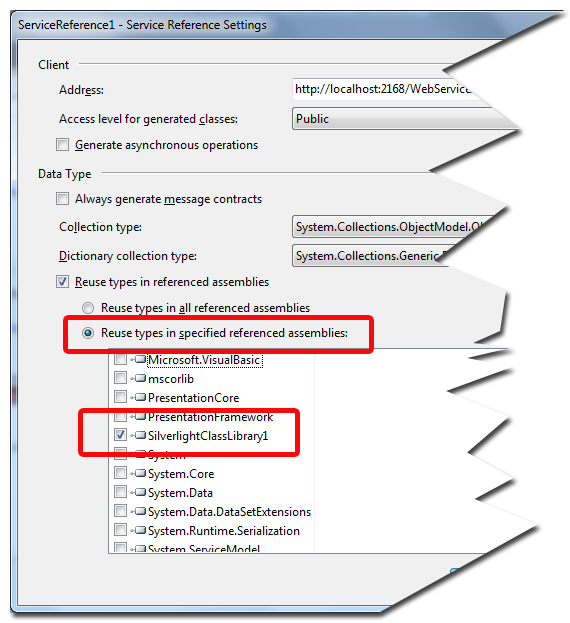 ServiceReference1 - Service Reference Settings
Client
Address:
http://localhost:2168/WebService
Access level for generated classes:
Public
Generate asynchronous operations
Data Type
Always generate message contracts
Collection type:
System.Collections.ObjectModel.Ob
Dictionary collection type:
System.Collections.Generic.
Reuse types in referenced assemblies
Reuse types in all referenced assemblies
Reuse types in specified referenced assemblies:
Microsoft.VisualBasic
mscorlib
PresentationCore
PresentationFramework
SilverlightClassLibrary1
System
System.Core
System.Data
System.Data.DataSetExtensions
System.Runtime.Serialization
System.ServiceModel